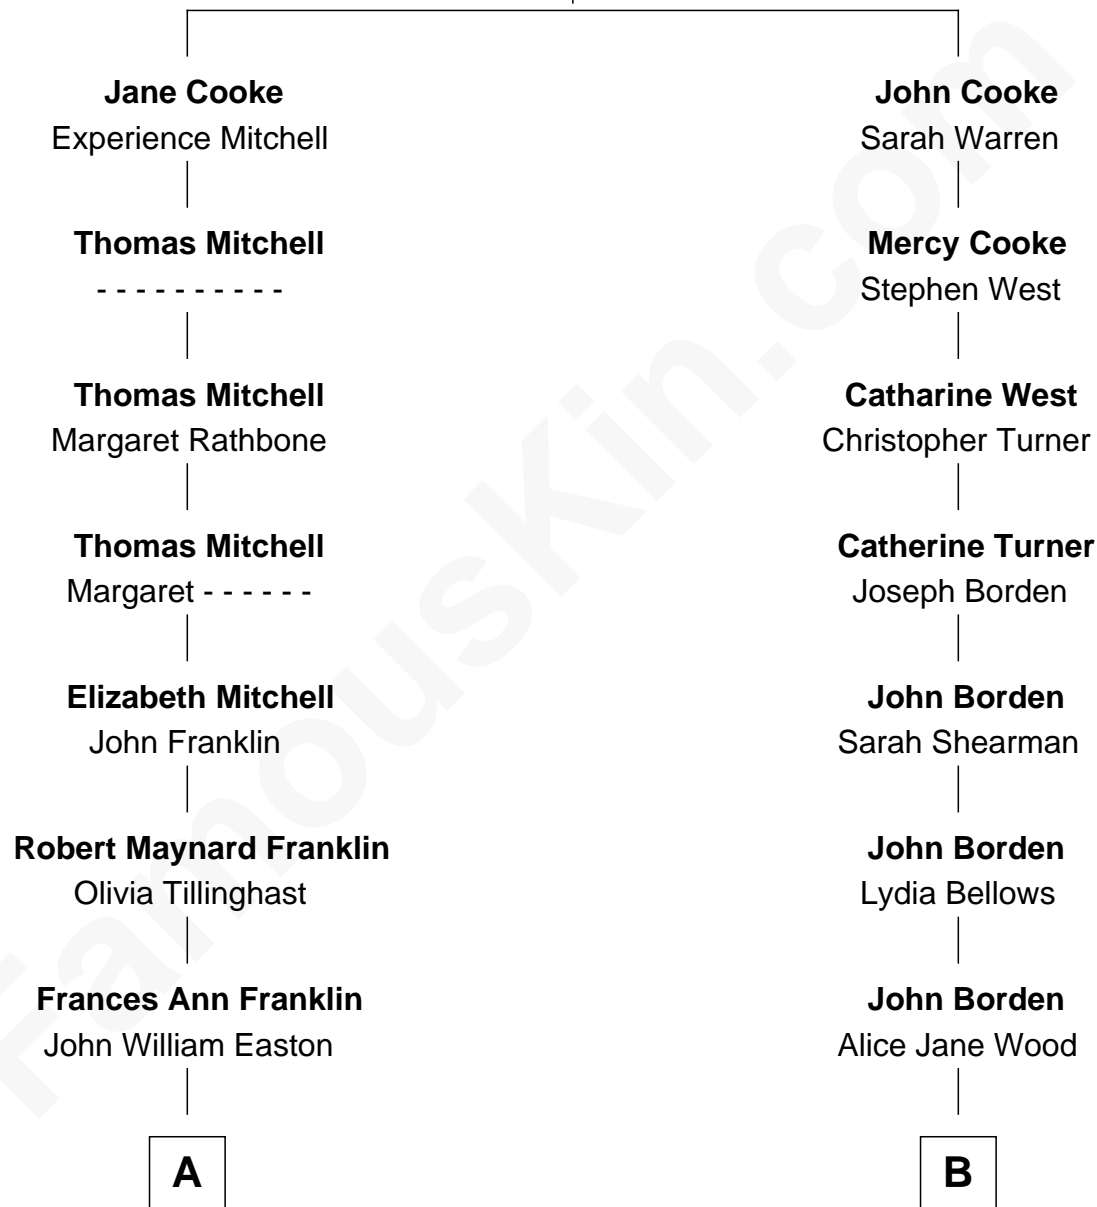 Jane Cooke
Experience Mitchell
Thomas Mitchell
- - - - - - - - - -
Thomas Mitchell
Margaret Rathbone
Thomas Mitchell
Margaret - - - - - -
Elizabeth Mitchell
John Franklin
Robert Maynard Franklin
Olivia Tillinghast
Frances Ann Franklin
John William Easton
A
John Cooke
Sarah Warren
Mercy Cooke
Stephen West
Catharine West
Christopher Turner
Catherine Turner
Joseph Borden
John Borden
Sarah Shearman
John Borden
Lydia Bellows
John Borden
Alice Jane Wood
B
FamousKin.com